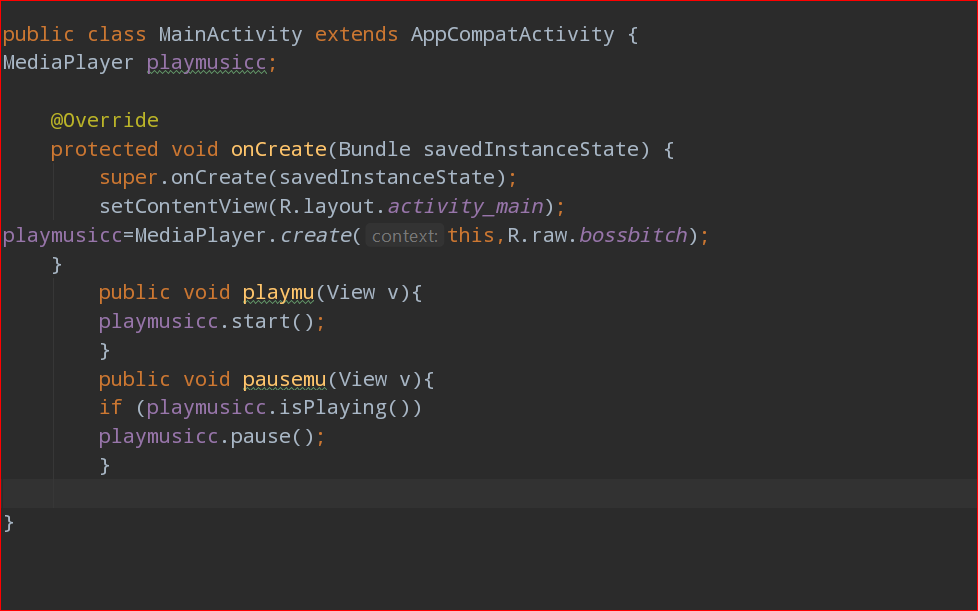 public class MainActivity extends AppCompatActivity {
MediaPlayer playmusicc;
@Override
protected void onCreate(Bundle savedInstanceState) {
super.onCreate(savedInstanceState);
setContentView(R.layout.activity_main);
playmusicc=MediaPlayer.create( context: this,R.raw.bossbitch);
}
public void playmu(View v){
playmusicc.start();
}
public void pausemu(View v){
if (playmusicc.isPlaying())
playmusicc.pause();
}
}